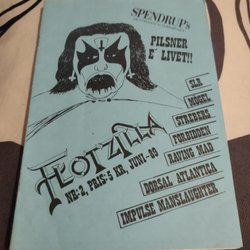 SPENDRUPS
PILSNER
E' LIVET!!
SLR
MOGEL
STREBERS
FORBIDDEN
RAVING MAD
DORSAL ATLANTICA
IMPULSE MANSLAUGHTER
FLOTZILLA
NR:2, PRIS:5 KR, JUNI-89